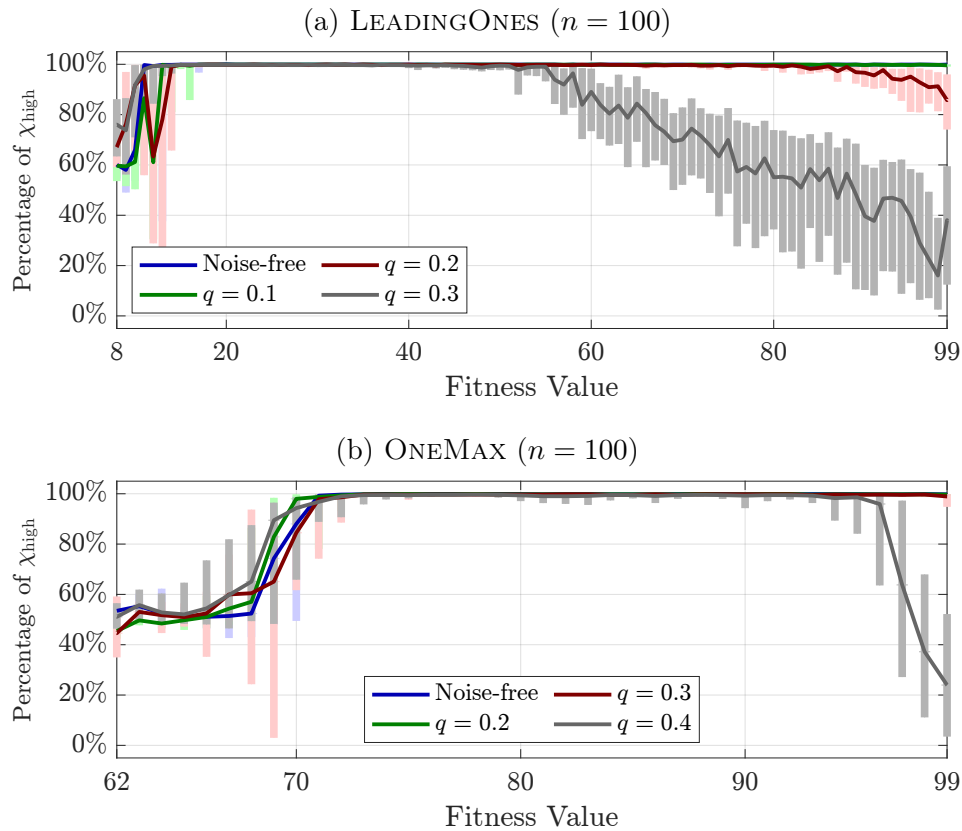 (a) LEADINGONES (n = 100)
Percentage of χhigh
100%
80%
60%
40%
20%
0%
Noise-free
q = 0.1
q = 0.2
q = 0.3
8
20
40
60
80
99
Fitness Value
(b) ONEMAX (n = 100)
Percentage of χhigh
100%
80%
60%
40%
20%
0%
Noise-free
q = 0.2
q = 0.3
q = 0.4
62
70
80
90
99
Fitness Value